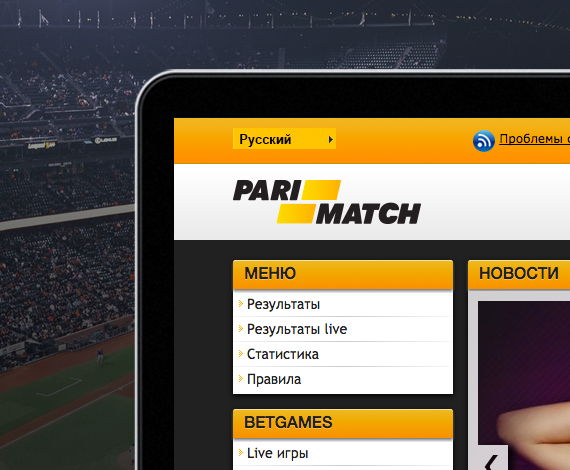 Русский
Проблемы
PARI
MATCH
МЕНЮ
НОВОСТИ
Результаты
Результаты live
Статистика
Правила
BETGAMES
Live игры